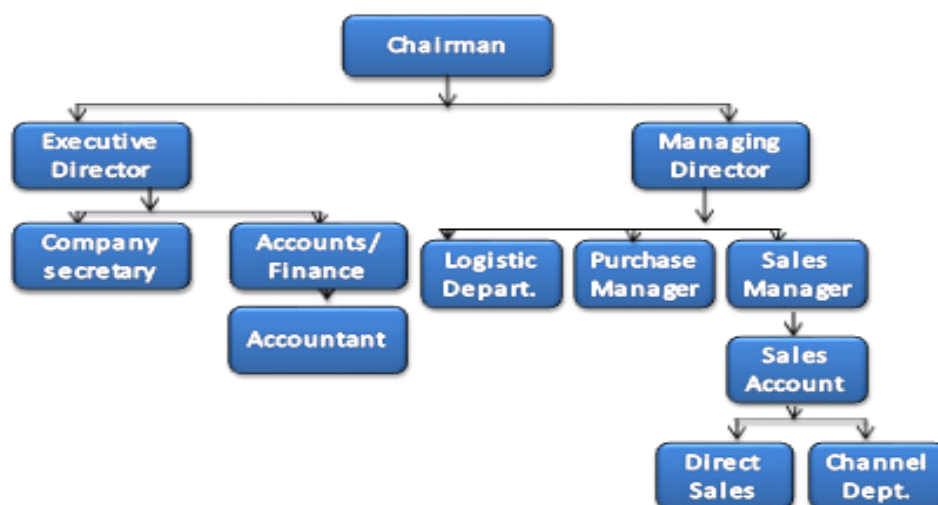 Chairman
Executive
Director
Managing
Director
Company
secretary
Accounts/
Finance
Logistic
Depart.
Purchase
Manager
Sales
Manager
Accountant
Sales
Account
Direct
Sales
Channel
Dept.